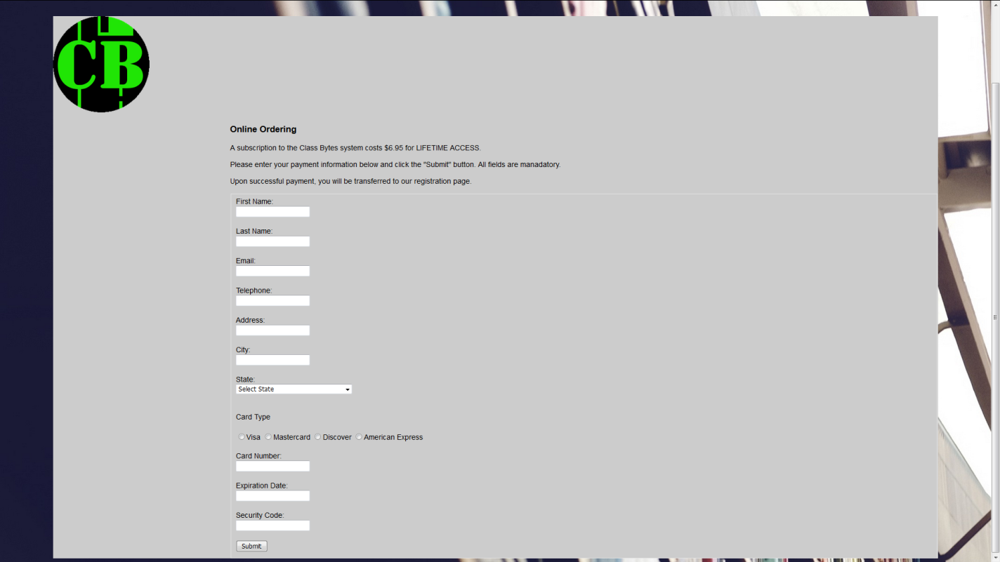 CB
Online Ordering
A subscription to the Class Bytes system costs $6.95 for LIFETIME ACCESS.
Please enter your payment information below and click the "Submit" button. All fields are manadatory.
Upon successful payment, you will be transferred to our registration page.
First Name:
Last Name:
Email:
Telephone:
Address:
City:
State:
Select State
Card Type
Visa Mastercard Discover American Express
Card Number:
Expiration Date:
Security Code:
Submit